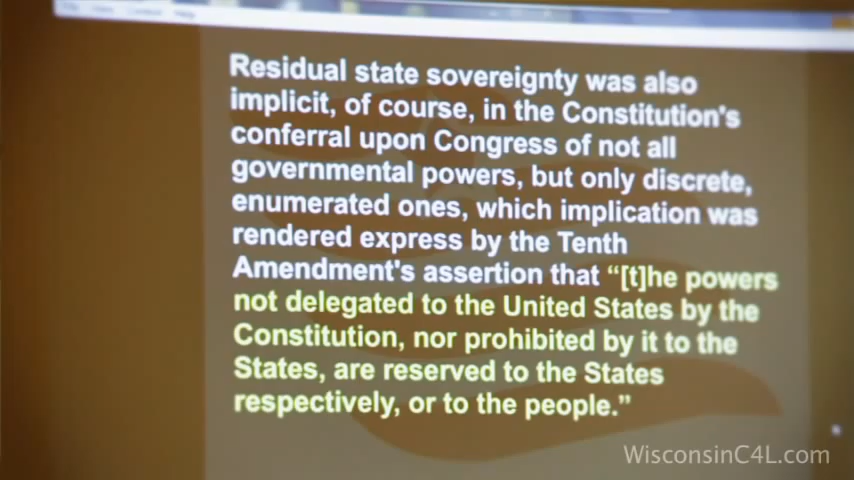 Residual state sovereignty was also
implicit, of course, in the Constitution's
conferral upon Congress of not all
governmental powers, but only discrete,
enumerated ones, which implication was
rendered express by the Tenth
Amendment's assertion that “[t]he powers
not delegated to the United States by the
Constitution, nor prohibited by it to the
States, are reserved to the States
respectively, or to the people.”
WisconsinC4L.com